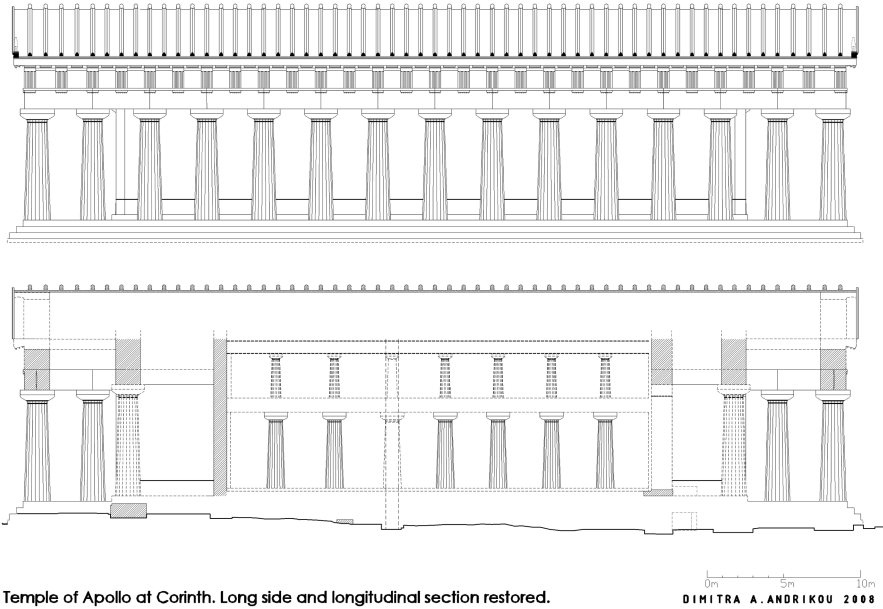 0m 5m 10m
Temple of Apollo at Corinth. Long side and longitudinal section restored.
DIMITRA A. ANDRIKOU 2008